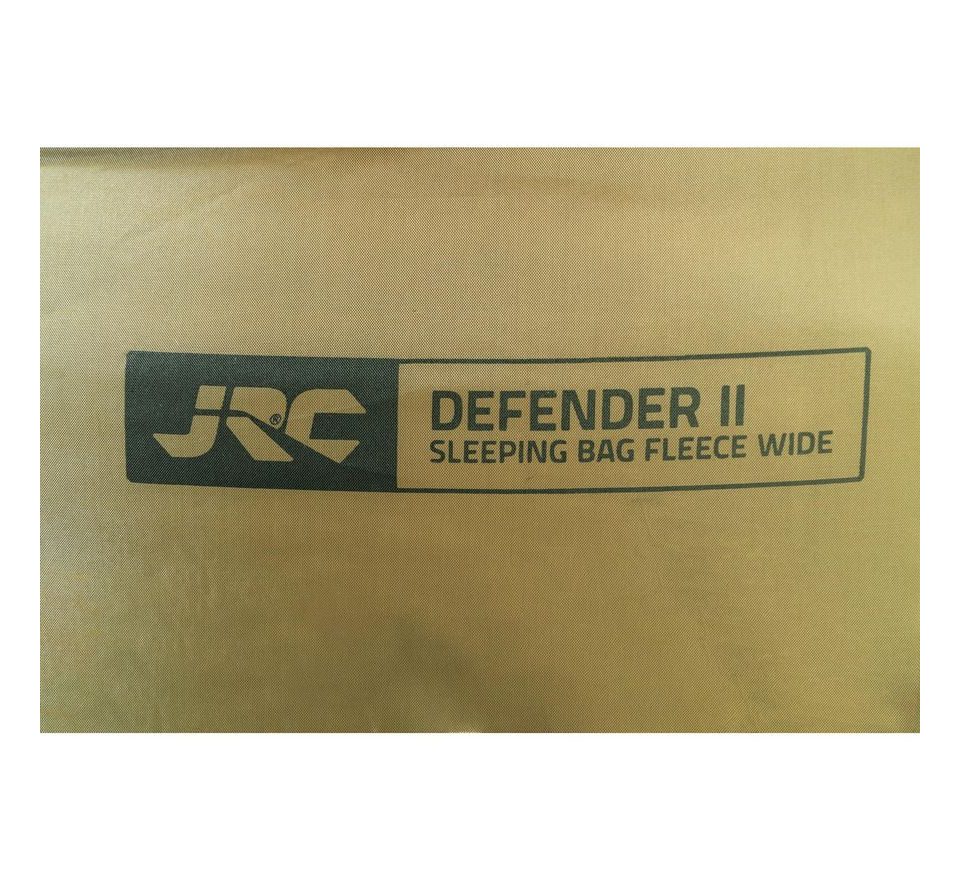 JRC®
DEFENDER II
SLEEPING BAG FLEECE WIDE